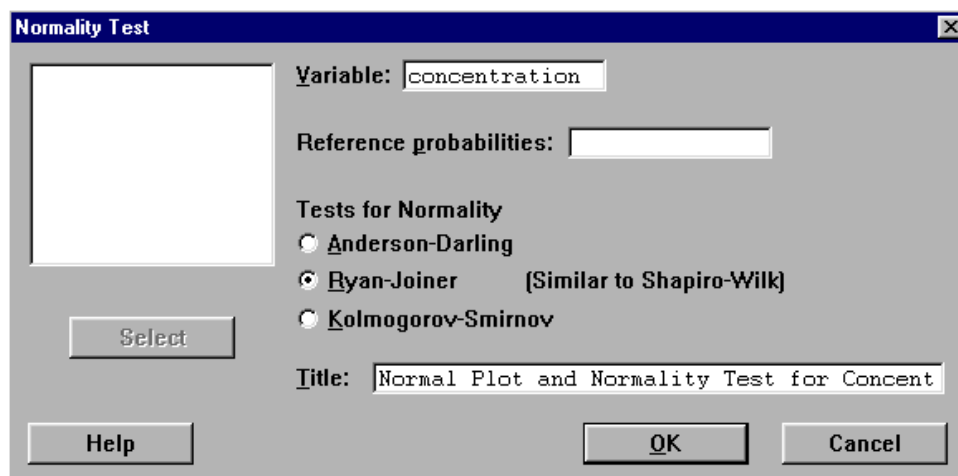 Normality Test
Variable: concentration
Reference probabilities:
Tests for Normality
Anderson-Darling
Ryan-Joiner (Similar to Shapiro-Wilk)
Kolmogorov-Smirnov
Select
Title: Normal Plot and Normality Test for Concent
Help OK Cancel